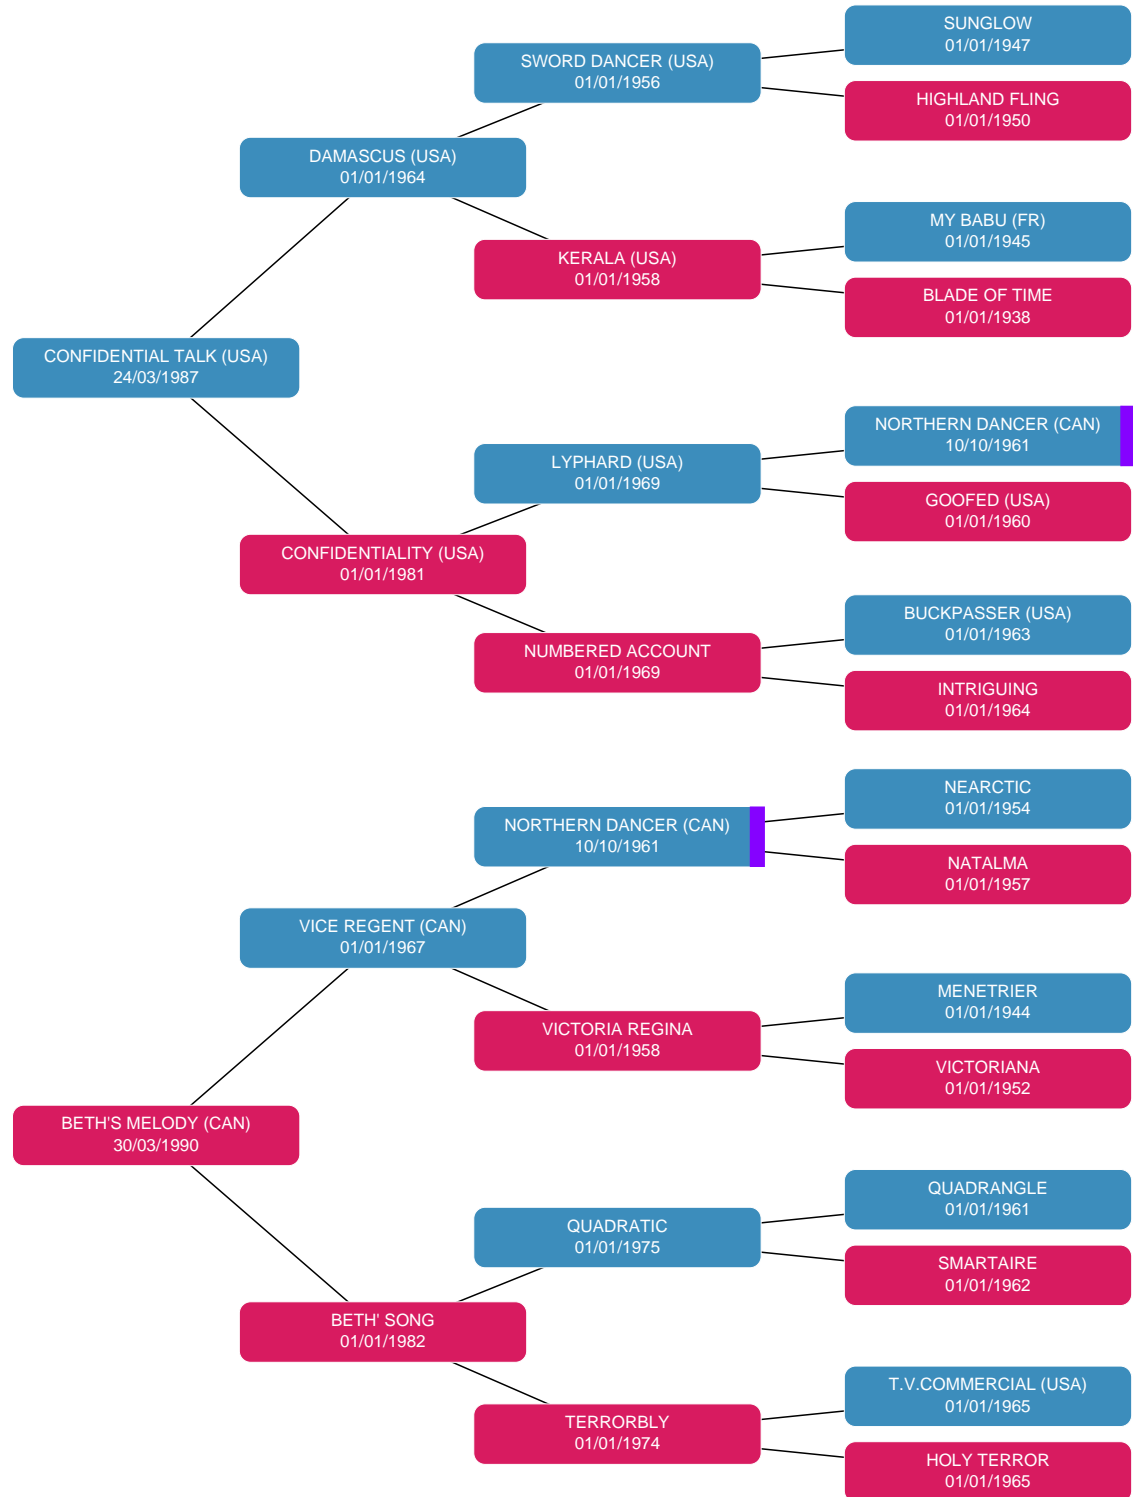 SUNGLOW
01/01/1947
SWORD DANCER (USA)
01/01/1956
HIGHLAND FLING
01/01/1950
DAMASCUS (USA)
01/01/1964
MY BABU (FR)
01/01/1945
KERALA (USA)
01/01/1958
BLADE OF TIME
01/01/1938
CONFIDENTIAL TALK (USA)
24/03/1987
NORTHERN DANCER (CAN)
10/10/1961
LYPHARD (USA)
01/01/1969
GOOFED (USA)
01/01/1960
CONFIDENTIALITY (USA)
01/01/1981
BUCKPASSER (USA)
01/01/1963
NUMBERED ACCOUNT
01/01/1969
INTRIGUING
01/01/1964
NEARCTIC
01/01/1954
NORTHERN DANCER (CAN)
10/10/1961
NATALMA
01/01/1957
VICE REGENT (CAN)
01/01/1967
MENETRIER
01/01/1944
VICTORIA REGINA
01/01/1958
VICTORIANA
01/01/1952
BETH'S MELODY (CAN)
30/03/1990
QUADRANGLE
01/01/1961
QUADRATIC
01/01/1975
SMARTAIRE
01/01/1962
BETH' SONG
01/01/1982
T.V.COMMERCIAL (USA)
01/01/1965
TERRORBLY
01/01/1974
HOLY TERROR
01/01/1965